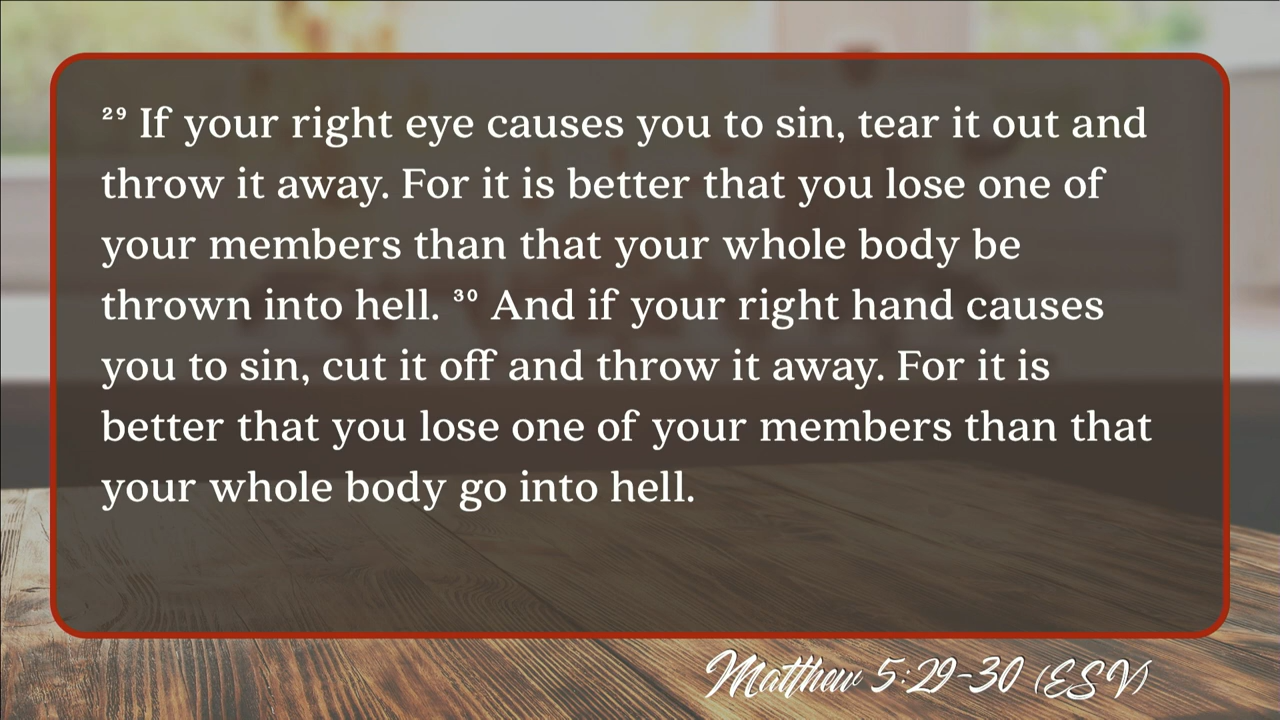 ²⁹ If your right eye causes you to sin, tear it out and
throw it away. For it is better that you lose one of
your members than that your whole body be
thrown into hell. ³⁰ And if your right hand causes
you to sin, cut it off and throw it away. For it is
better that you lose one of your members than that
your whole body go into hell.
Matthew 5:29-30 (ESV)